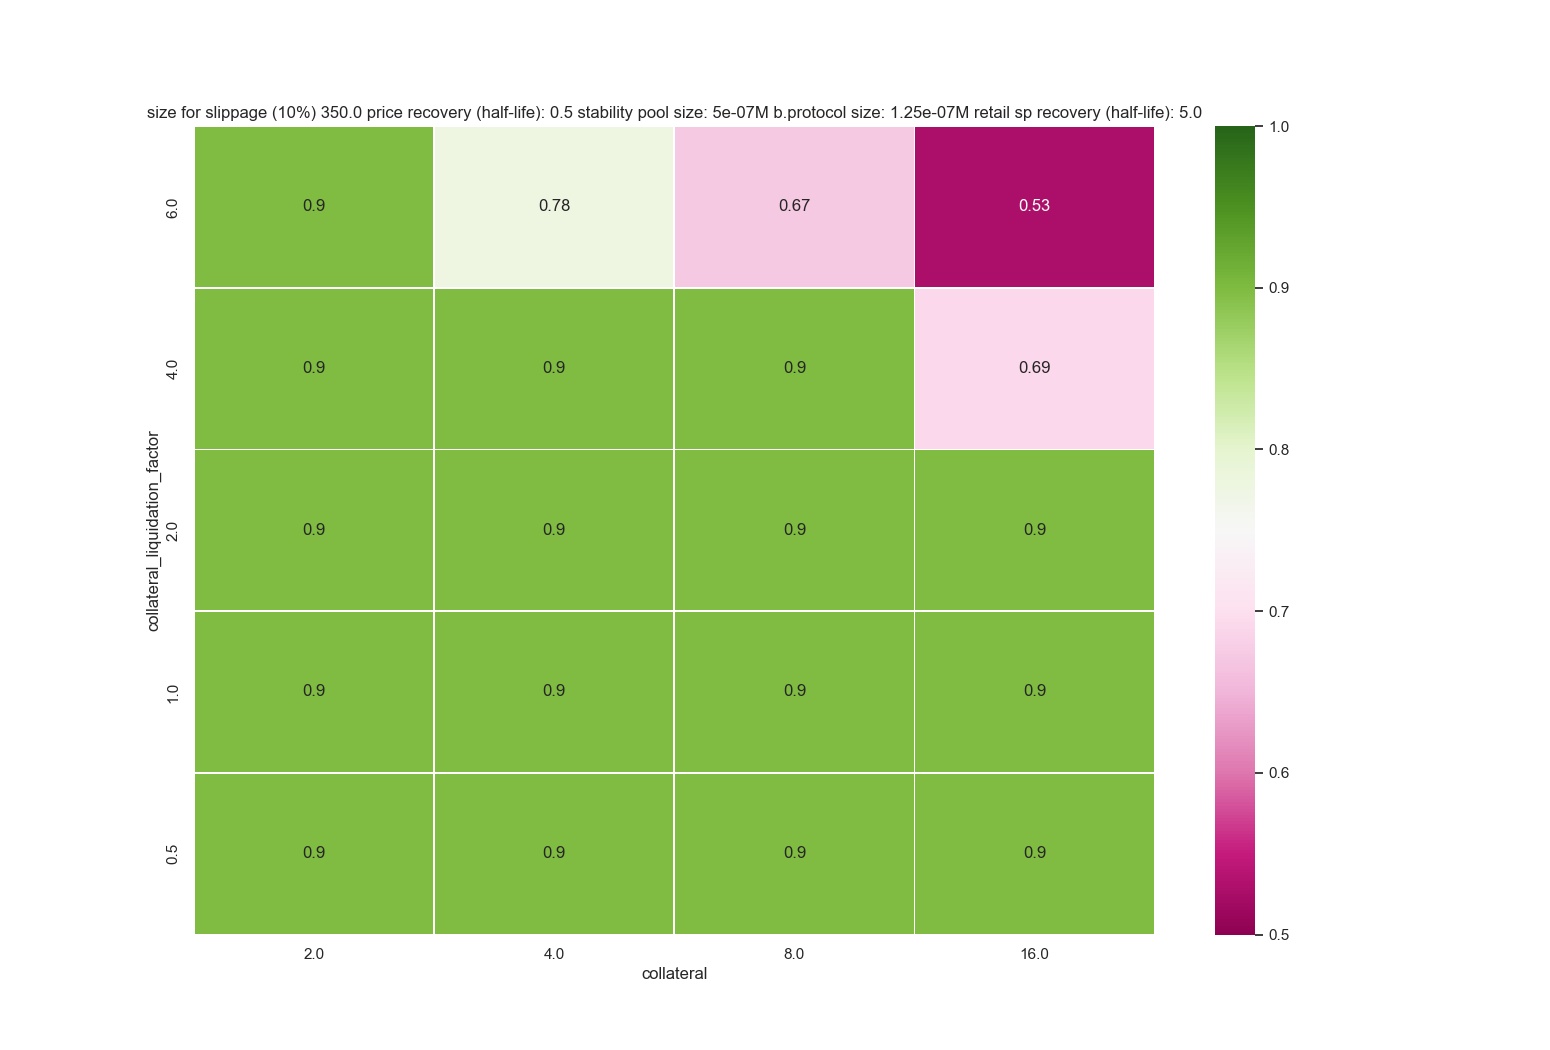 size for slippage (10%) 350.0 price recovery (half-life): 0.5 stability pool size: 5e-07M b.protocol size: 1.25e-07M retail sp recovery (half-life): 5.0
collateral_liquidation_factor
6.0 0.9 0.78 0.67 0.53
4.0 0.9 0.9 0.9 0.69
2.0 0.9 0.9 0.9 0.9
1.0 0.9 0.9 0.9 0.9
0.5 0.9 0.9 0.9 0.9
2.0 4.0 8.0 16.0
collateral
1.0
0.9
0.8
0.7
0.6
0.5